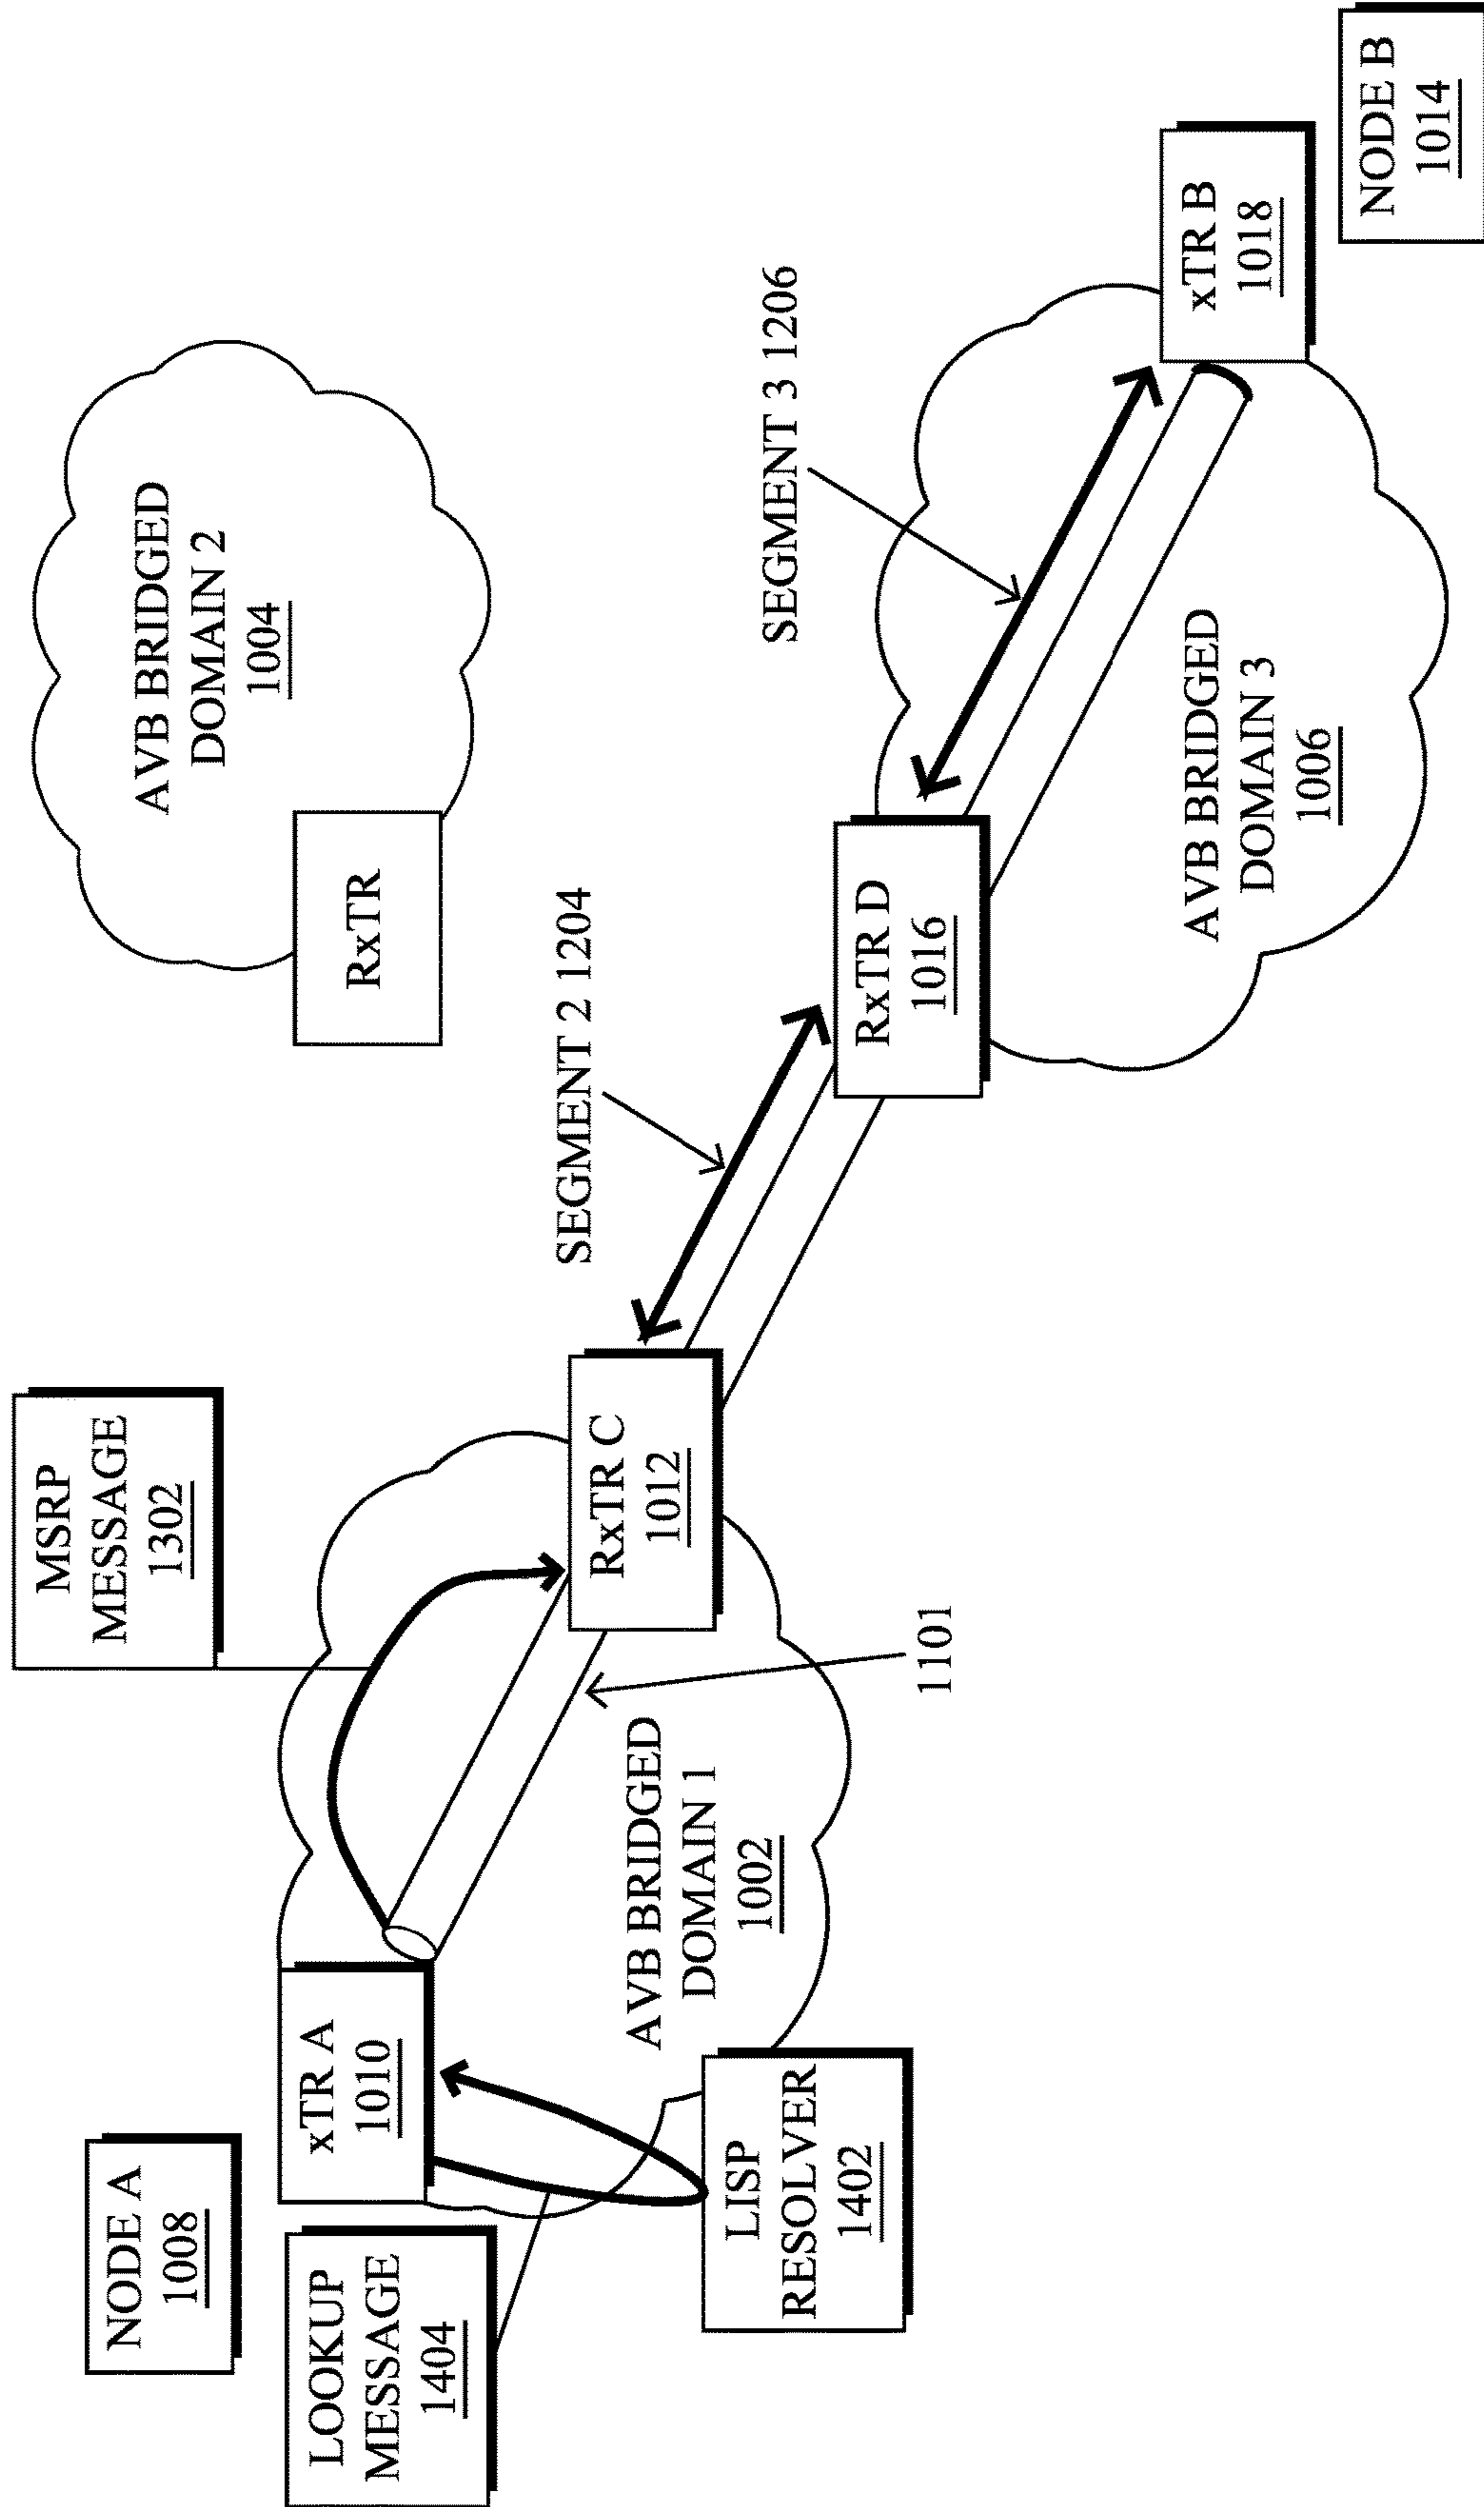 NODE A
1008
LOOKUP
MESSAGE
1404
xTR A
1010
LISP
RESOLVER
1402
AVB BRIDGED
DOMAIN 1
1002
1101
MSRP
MESSAGE
1302
RxTR C
1012
SEGMENT 2 1204
RxTR
AVB BRIDGED
DOMAIN 2
1004
RxTR D
1016
SEGMENT 3 1206
AVB BRIDGED
DOMAIN 3
1006
xTR B
1018
NODE B
1014